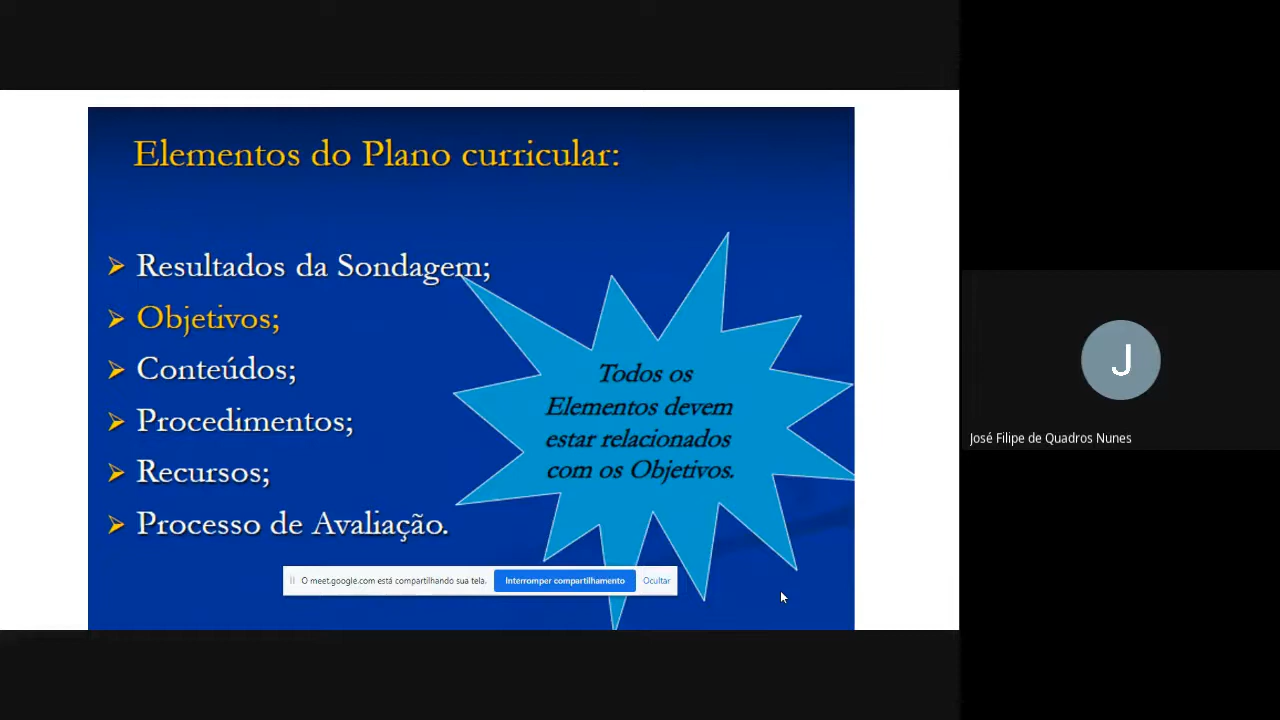 Elementos do Plano curricular:
Resultados da Sondagem;
Objetivos;
Conteúdos;
Procedimentos;
Recursos;
Processo de Avaliação.
Todos os
Elementos devem
estar relacionados
com os Objetivos.
O meet.google.com está compartilhando sua tela. Interromper compartilhamento Ocultar
J
José Filipe de Quadros Nunes